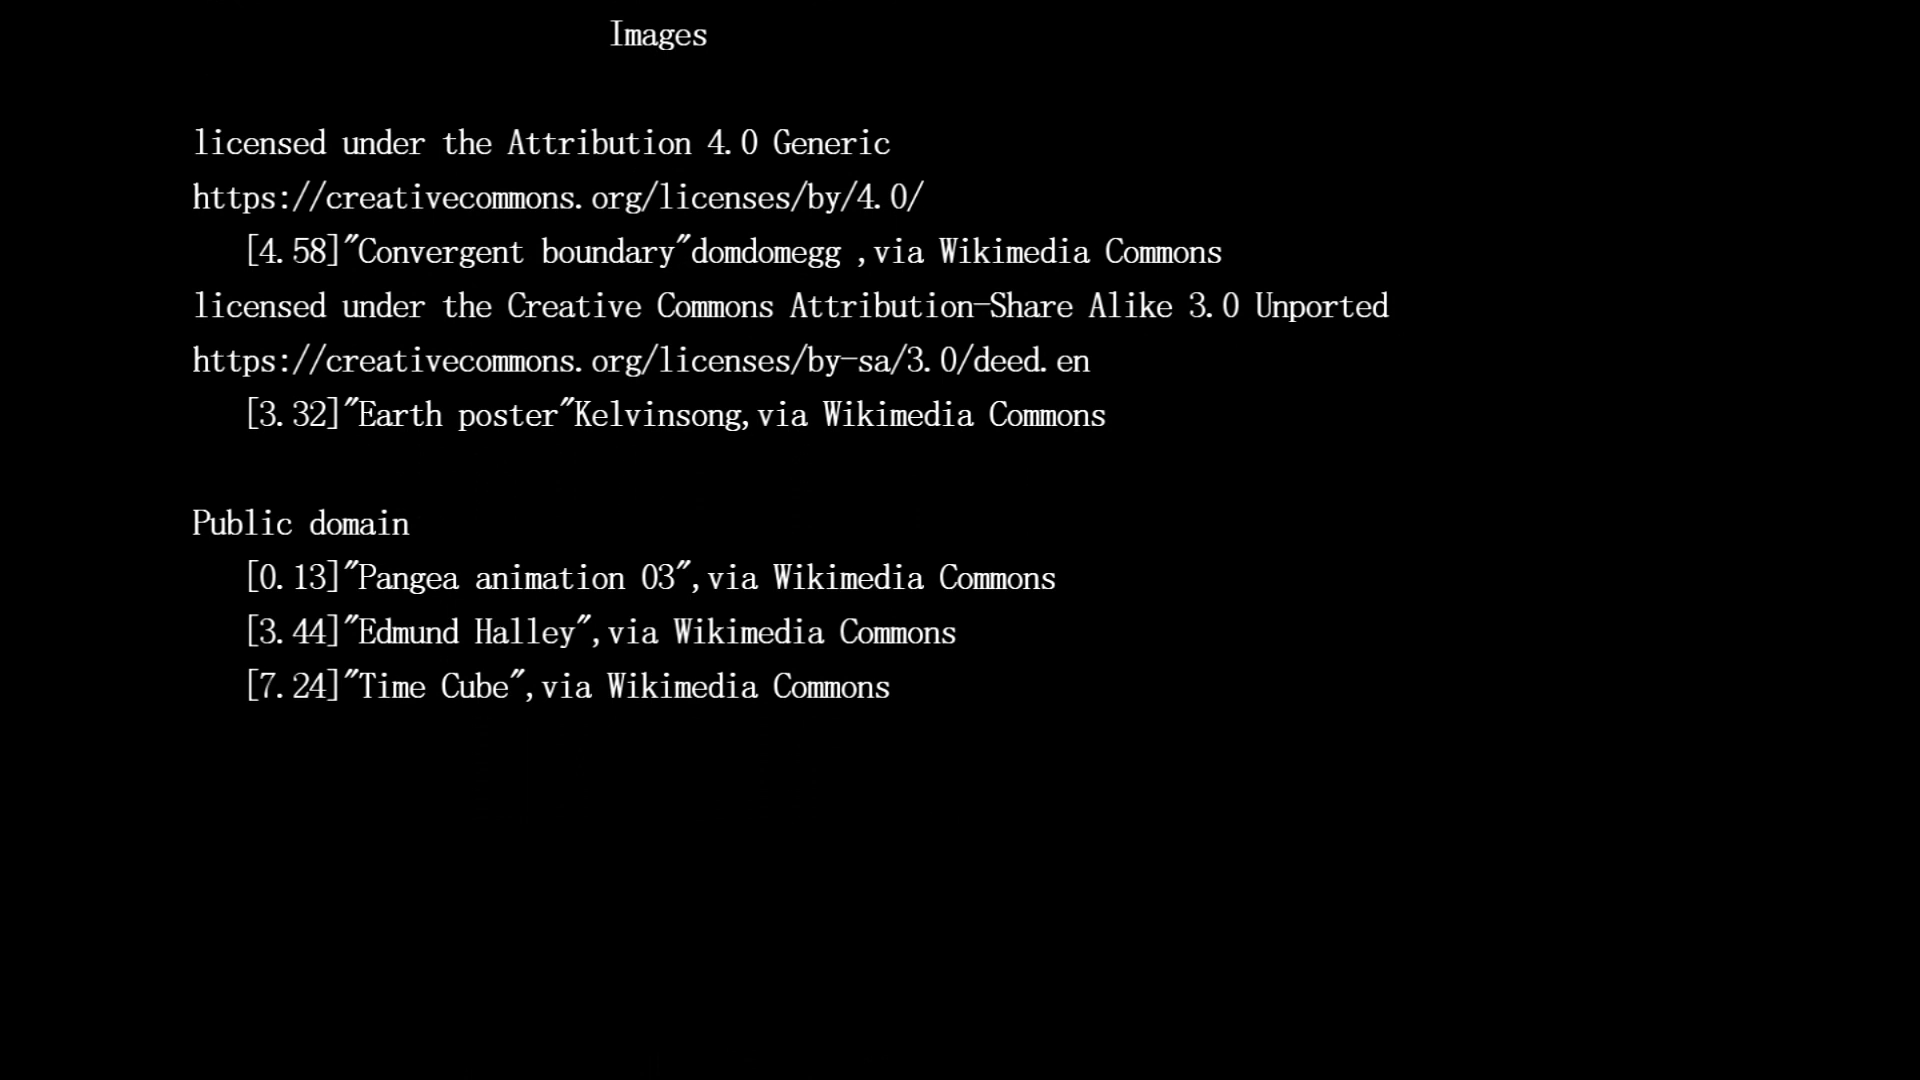 Images
licensed under the Attribution 4.0 Generic
https://creativecommons.org/licenses/by/4.0/
[4.58]"Convergent boundary"domdomegg ,via Wikimedia Commons
licensed under the Creative Commons Attribution-Share Alike 3.0 Unported
https://creativecommons.org/licenses/by-sa/3.0/deed.en
[3.32]"Earth poster"Kelvinsong,via Wikimedia Commons
Public domain
[0.13]"Pangea animation 03",via Wikimedia Commons
[3.44]"Edmund Halley",via Wikimedia Commons
[7.24]"Time Cube",via Wikimedia Commons